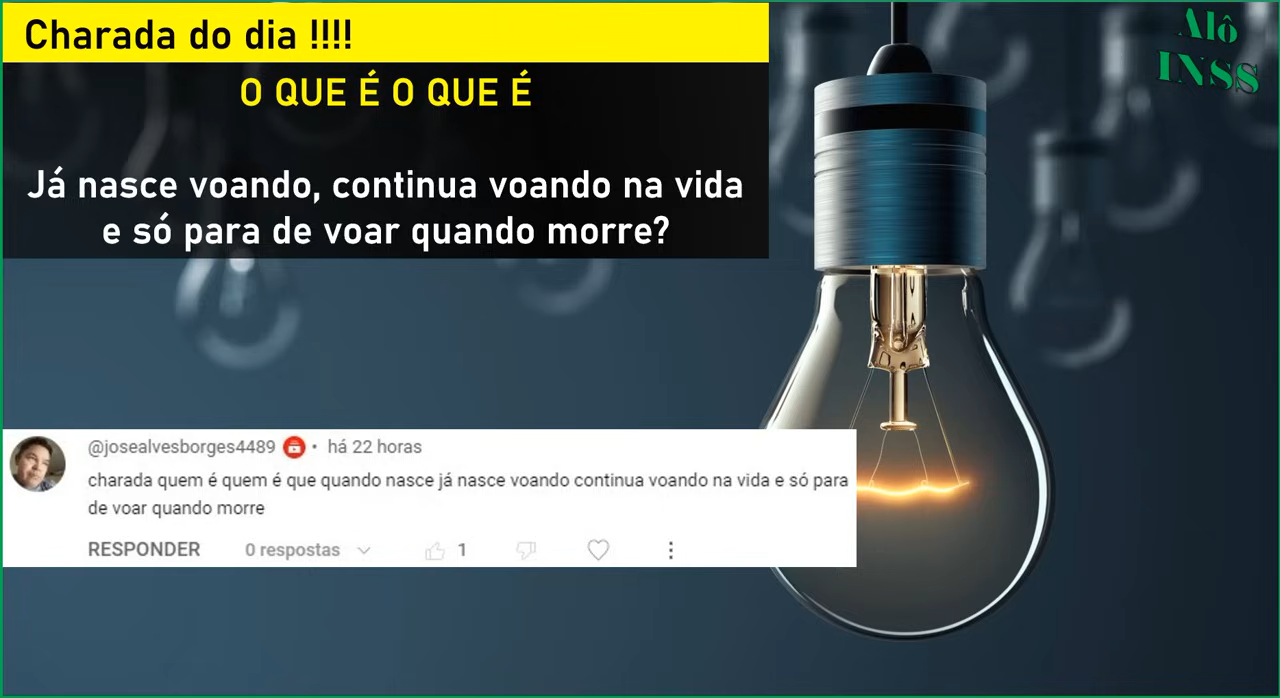 Charada do dia !!!!
O QUE É O QUE É
Já nasce voando, continua voando na vida
e só para de voar quando morre?
Alô
INSS
@josealvesborges4489 • há 22 horas
charada quem é quem é que quando nasce já nasce voando continua voando na vida e só para
de voar quando morre
RESPONDER 0 respostas 1